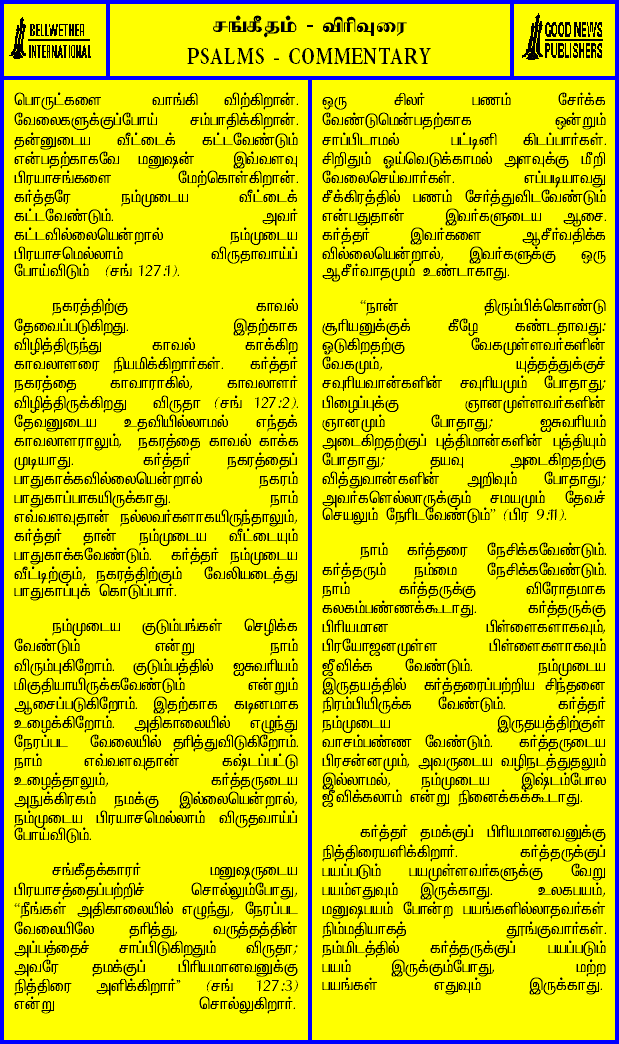 BELLWETHER
INTERNATIONAL
சங்கீதம் - விரிவுரை
PSALMS - COMMENTARY
GOOD NEWS
PUBLISHERS
பொருட்களை வாங்கி விற்கிறான்.
வேலைகளுக்குப்போய் சம்பாதிக்கிறான்.
தன்னுடைய வீட்டைக் கட்டவேண்டும்
என்பதற்காகவே மனுஷன் இவ்வளவு
பிரயாசங்களை மேற்கொள்கிறான்.
கர்த்தரே நம்முடைய வீட்டைக்
கட்டவேண்டும். அவர்
கட்டவில்லையென்றால் நம்முடைய
பிரயாசமெல்லாம் விருதாவாய்ப்
போய்விடும் (சங் 127:1).
நகரத்திற்கு காவல்
தேவைப்படுகிறது. இதற்காக
விழித்திருந்து காவல் காக்கிற
காவலாளரை நியமிக்கிறார்கள். கர்த்தர்
நகரத்தை காவாராகில், காவலாளர்
விழித்திருக்கிறது விருதா (சங் 127:2).
தேவனுடைய உதவியில்லாமல் எந்தக்
காவலாளராலும், நகரத்தை காவல் காக்க
முடியாது. கர்த்தர் நகரத்தைப்
பாதுகாக்கவில்லையென்றால் நகரம்
பாதுகாப்பாகயிருக்காது. நாம்
எவ்வளவுதான் நல்லவர்களாகயிருந்தாலும்,
கர்த்தர் தான் நம்முடைய வீட்டையும்
பாதுகாக்கவேண்டும். கர்த்தர் நம்முடைய
வீட்டிற்கும், நகரத்திற்கும் வேலியடைத்து
பாதுகாப்புக் கொடுப்பார்.
நம்முடைய குடும்பங்கள் செழிக்க
வேண்டும் என்று நாம்
விரும்புகிறோம். குடும்பத்தில் ஐசுவரியம்
மிகுதியாயிருக்கவேண்டும் என்றும்
ஆசைப்படுகிறோம். இதற்காக கடினமாக
உழைக்கிறோம். அதிகாலையில் எழுந்து
நேரப்பட வேலையில் தரித்துவிடுகிறோம்.
நாம் எவ்வளவுதான் கஷ்டப்பட்டு
உழைத்தாலும், கர்த்தருடைய
அநுக்கிரகம் நமக்கு இல்லையென்றால்,
நம்முடைய பிரயாசமெல்லாம் விருதவாய்ப்
போய்விடும்.
சங்கீதக்காரர் மனுஷருடைய
பிரயாசத்தைப்பற்றிச் சொல்லும்போது,
“நீங்கள் அதிகாலையில் எழுந்து, நேரப்பட
வேலையிலே தரித்து, வருத்தத்தின்
அப்பத்தைச் சாப்பிடுகிறதும் விருதா;
அவரே தமக்குப் பிரியமானவனுக்கு
நித்திரை அளிக்கிறார்” (சங் 127:3)
என்று சொல்லுகிறார்.
ஒரு சிலர் பணம் சேர்க்க
வேண்டுமென்பதற்காக ஒன்றும்
சாப்பிடாமல் பட்டினி கிடப்பார்கள்.
சிறிதும் ஓய்வெடுக்காமல் அளவுக்கு மீறி
வேலைசெய்வார்கள். எப்படியாவது
சீக்கிரத்தில் பணம் சேர்த்துவிடவேண்டும்
என்பதுதான் இவர்களுடைய ஆசை.
கர்த்தர் இவர்களை ஆசீர்வதிக்க
வில்லையென்றால், இவர்களுக்கு ஒரு
ஆசீர்வாதமும் உண்டாகாது.
“நான் திரும்பிக்கொண்டு
சூரியனுக்குக் கீழே கண்டதாவது:
ஓடுகிறதற்கு வேகமுள்ளவர்களின்
வேகமும், யுத்தத்துக்குச்
சவுரியவான்களின் சவுரியமும் போதாது;
பிழைப்புக்கு ஞானமுள்ளவர்களின்
ஞானமும் போதாது; ஐசுவரியம்
அடைகிறதற்குப் புத்திமான்களின் புத்தியும்
போதாது; தயவு அடைகிறதற்கு
வித்துவான்களின் அறிவும் போதாது;
அவர்களெல்லாருக்கும் சமயமும் தேவச்
செயலும் நேரிடவேண்டும்” (பிர 9:11).
நாம் கர்த்தரை நேசிக்கவேண்டும்.
கர்த்தரும் நம்மை நேசிக்கவேண்டும்.
நாம் கர்த்தருக்கு விரோதமாக
கலகம்பண்ணக்கூடாது. கர்த்தருக்கு
பிரியமான பிள்ளைகளாகவும்,
பிரயோஜனமுள்ள பிள்ளைகளாகவும்
ஜீவிக்க வேண்டும். நம்முடைய
இருதயத்தில் கர்த்தரைப்பற்றிய சிந்தனை
நிரம்பியிருக்க வேண்டும். கர்த்தர்
நம்முடைய இருதயத்திற்குள்
வாசம்பண்ண வேண்டும். கர்த்தருடைய
பிரசன்னமும், அவருடைய வழிநடத்துதலும்
இல்லாமல், நம்முடைய இஷ்டம்போல
ஜீவிக்கலாம் என்று நினைக்கக்கூடாது.
கர்த்தர் தமக்குப் பிரியமானவனுக்கு
நித்திரையளிக்கிறார். கர்த்தருக்குப்
பயப்படும் பயமுள்ளவர்களுக்கு வேறு
பயம்எதுவும் இருக்காது. உலகபயம்,
மனுஷபயம் போன்ற பயங்களில்லாதவர்கள்
நிம்மதியாகத் தூங்குவார்கள்.
நம்மிடத்தில் கர்த்தருக்குப் பயப்படும்
பயம் இருக்கும்போது, மற்ற
பயங்கள் எதுவும் இருக்காது.